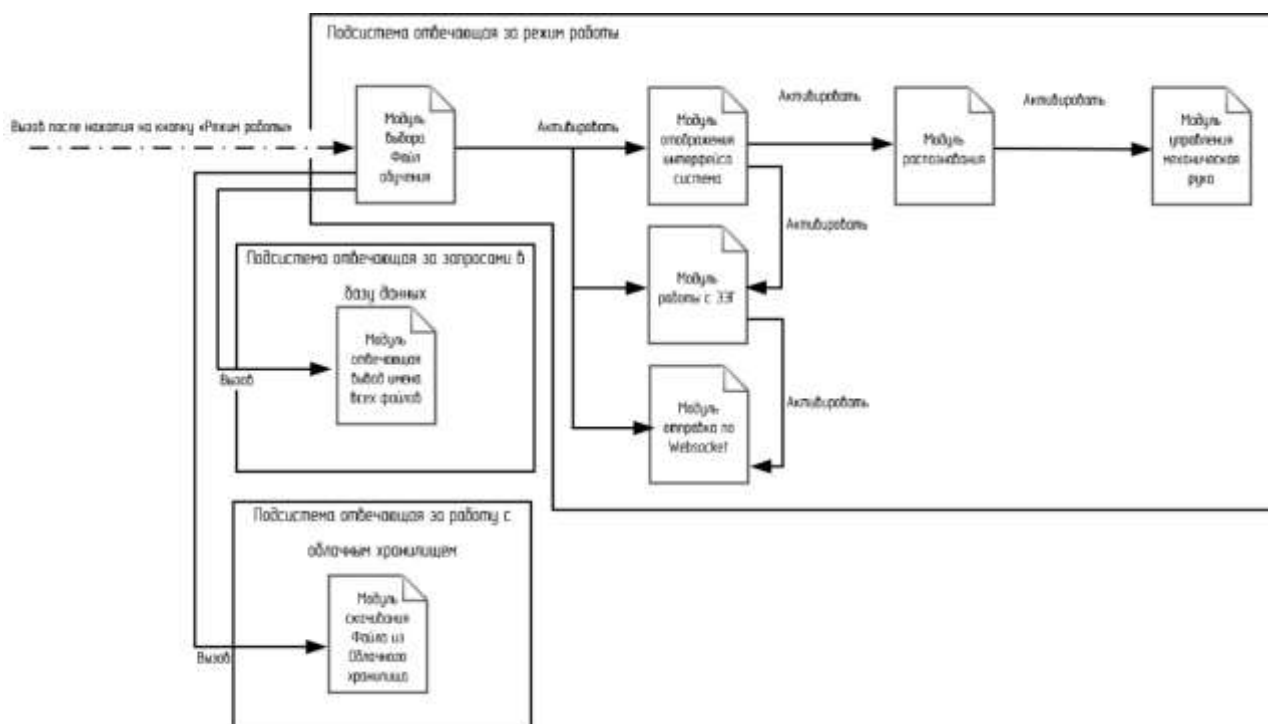 Подсистема отвечающая за режим работы
Вызов после нажатия на кнопку «Режим работы»
Модуль
выбора
Файл
обучения
Активировать
Модуль
отображения
интерфейса
система
Активировать
Модуль
распознавания
Активировать
Модуль
управления
механическая
рука
Активировать
Модуль
работы с ЭЭГ
Активировать
Модуль
отправка по
Websocket
Подсистема отвечающая за запросами в
базу данных
Модуль
отвечающая
вывод имена
всех файлов
Вызов
Подсистема отвечающая за работу с
облачным хранилищем
Модуль
скачивания
Файла из
Облачного
хранилища
Вызов